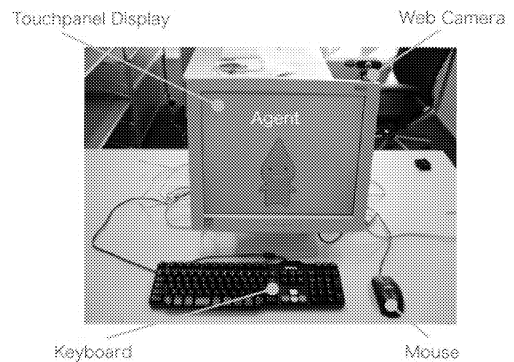 Touchpanel Display
Web Camera
Agent
Keyboard
Mouse